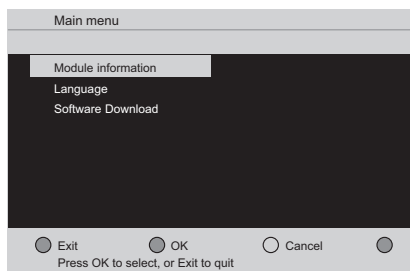 Main menu
Module information
Language
Software Download
Exit OK Cancel
Press OK to select, or Exit to quit